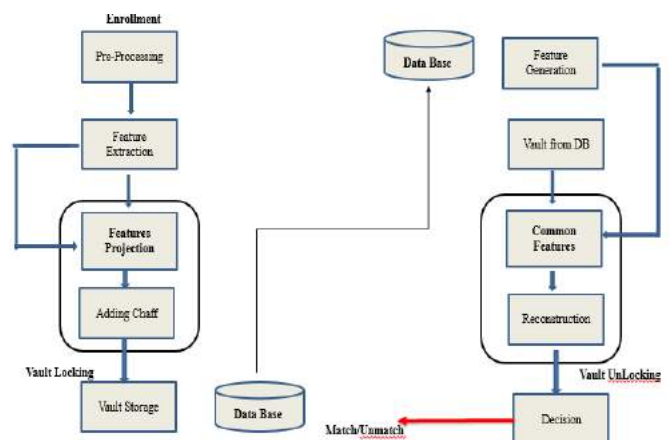 Enrollment
Pre-Processing
Feature
Extraction
Features
Projection
Adding Chaff
Vault Locking
Vault Storage
Data Base
Data Base
Feature
Generation
Vault from DB
Common
Features
Reconstruction
Vault UnLocking
Decision
Match/Unmatch